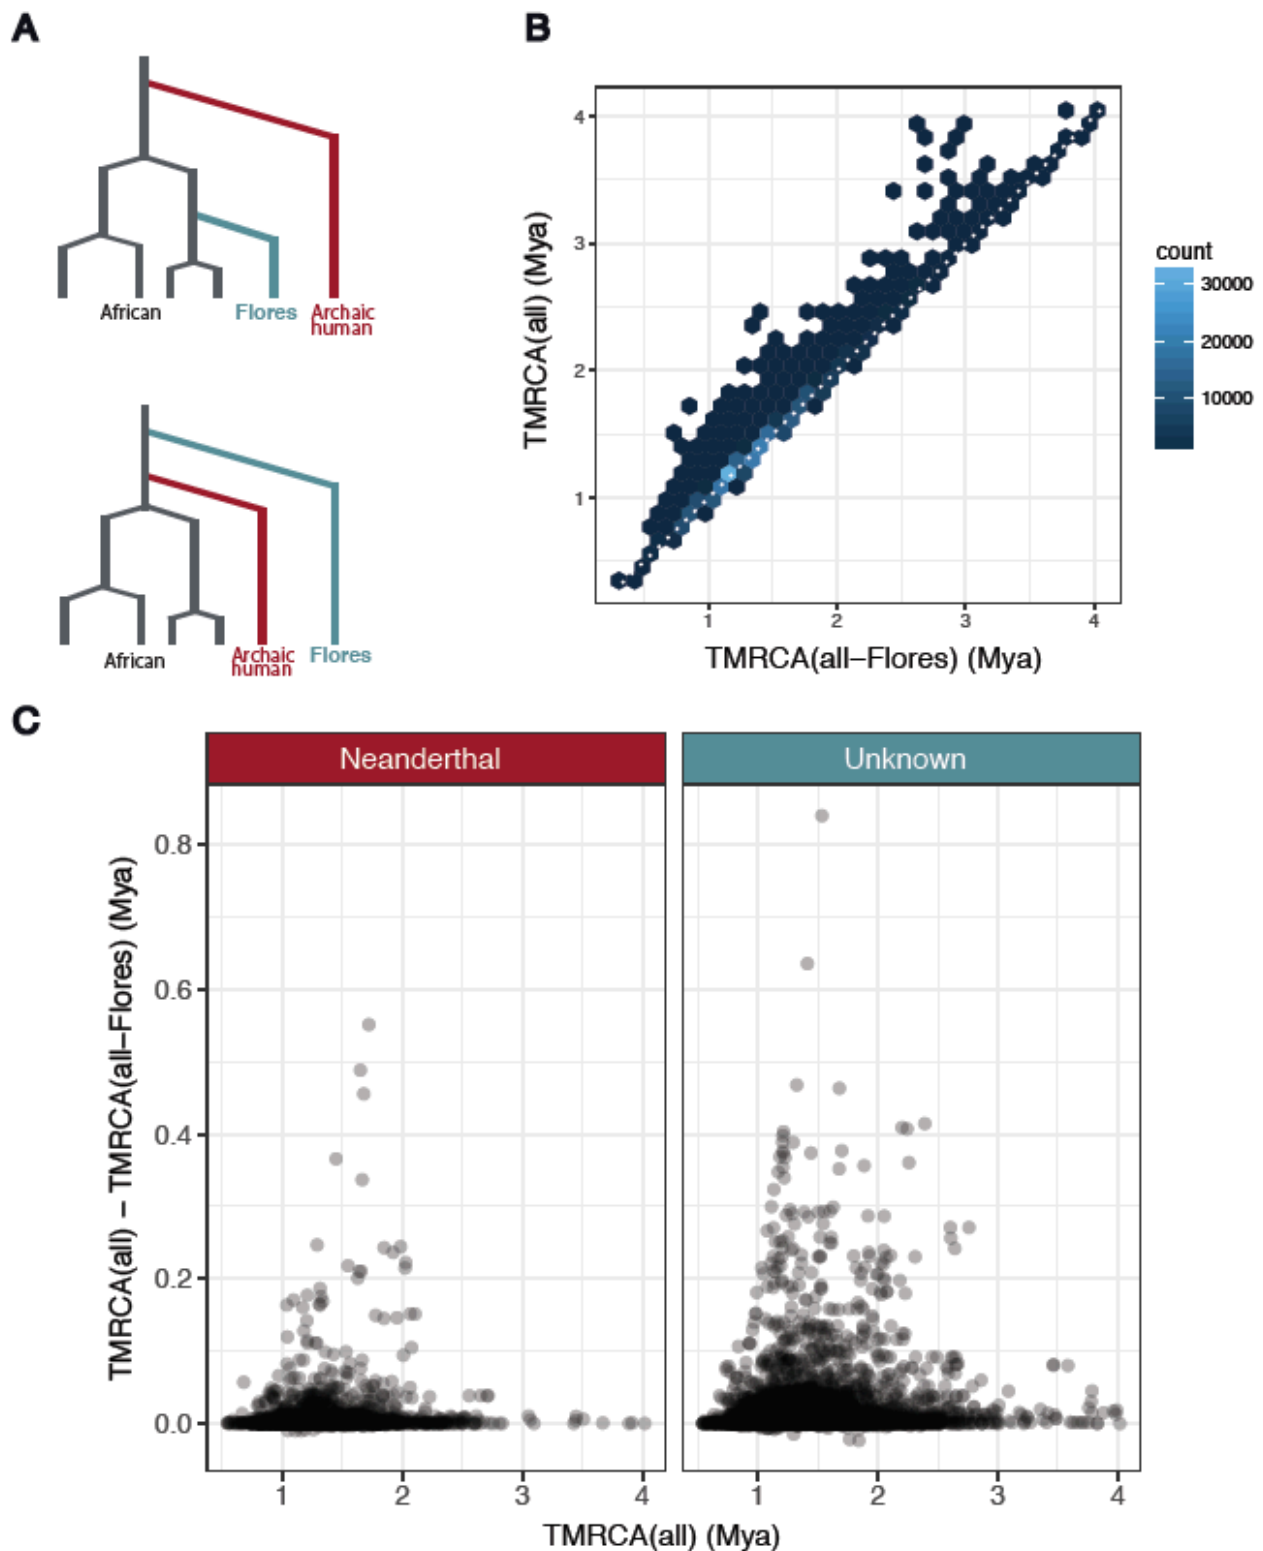 A
African
Flores
Archaic
human
African
Archaic
human
Flores
B
TMRCA(all) (Mya)
4
3
2
1
1
2
3
4
TMRCA(all–Flores) (Mya)
count
30000
20000
10000
C
Neanderthal
Unknown
TMRCA(all) – TMRCA(all–Flores) (Mya)
0.8
0.6
0.4
0.2
0.0
1
2
3
4
1
2
3
4
TMRCA(all) (Mya)